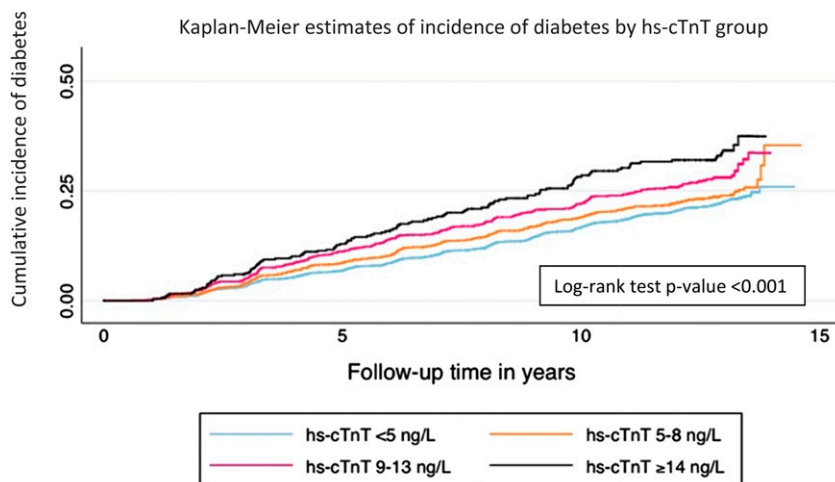 Kaplan-Meier estimates of incidence of diabetes by hs-cTnT group
Cumulative incidence of diabetes
0.50
0.25
0.00
Log-rank test p-value <0.001
0 5 10 15
Follow-up time in years
hs-cTnT <5 ng/L hs-cTnT 5-8 ng/L
hs-cTnT 9-13 ng/L hs-cTnT ≥14 ng/L